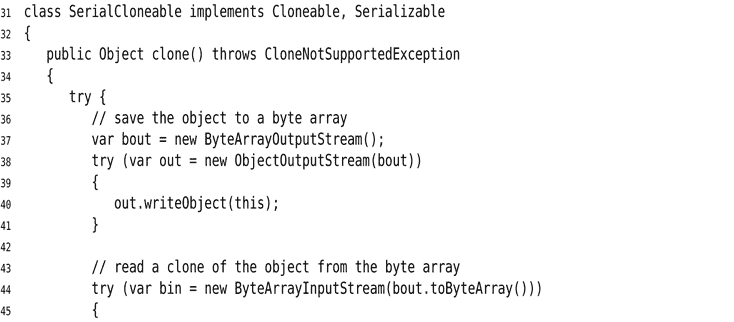 31 class SerialCloneable implements Cloneable, Serializable
32 {
33    public Object clone() throws CloneNotSupportedException
34    {
35       try {
36          // save the object to a byte array
37          var bout = new ByteArrayOutputStream();
38          try (var out = new ObjectOutputStream(bout))
39          {
40             out.writeObject(this);
41          }
42
43          // read a clone of the object from the byte array
44          try (var bin = new ByteArrayInputStream(bout.toByteArray()))
45          {